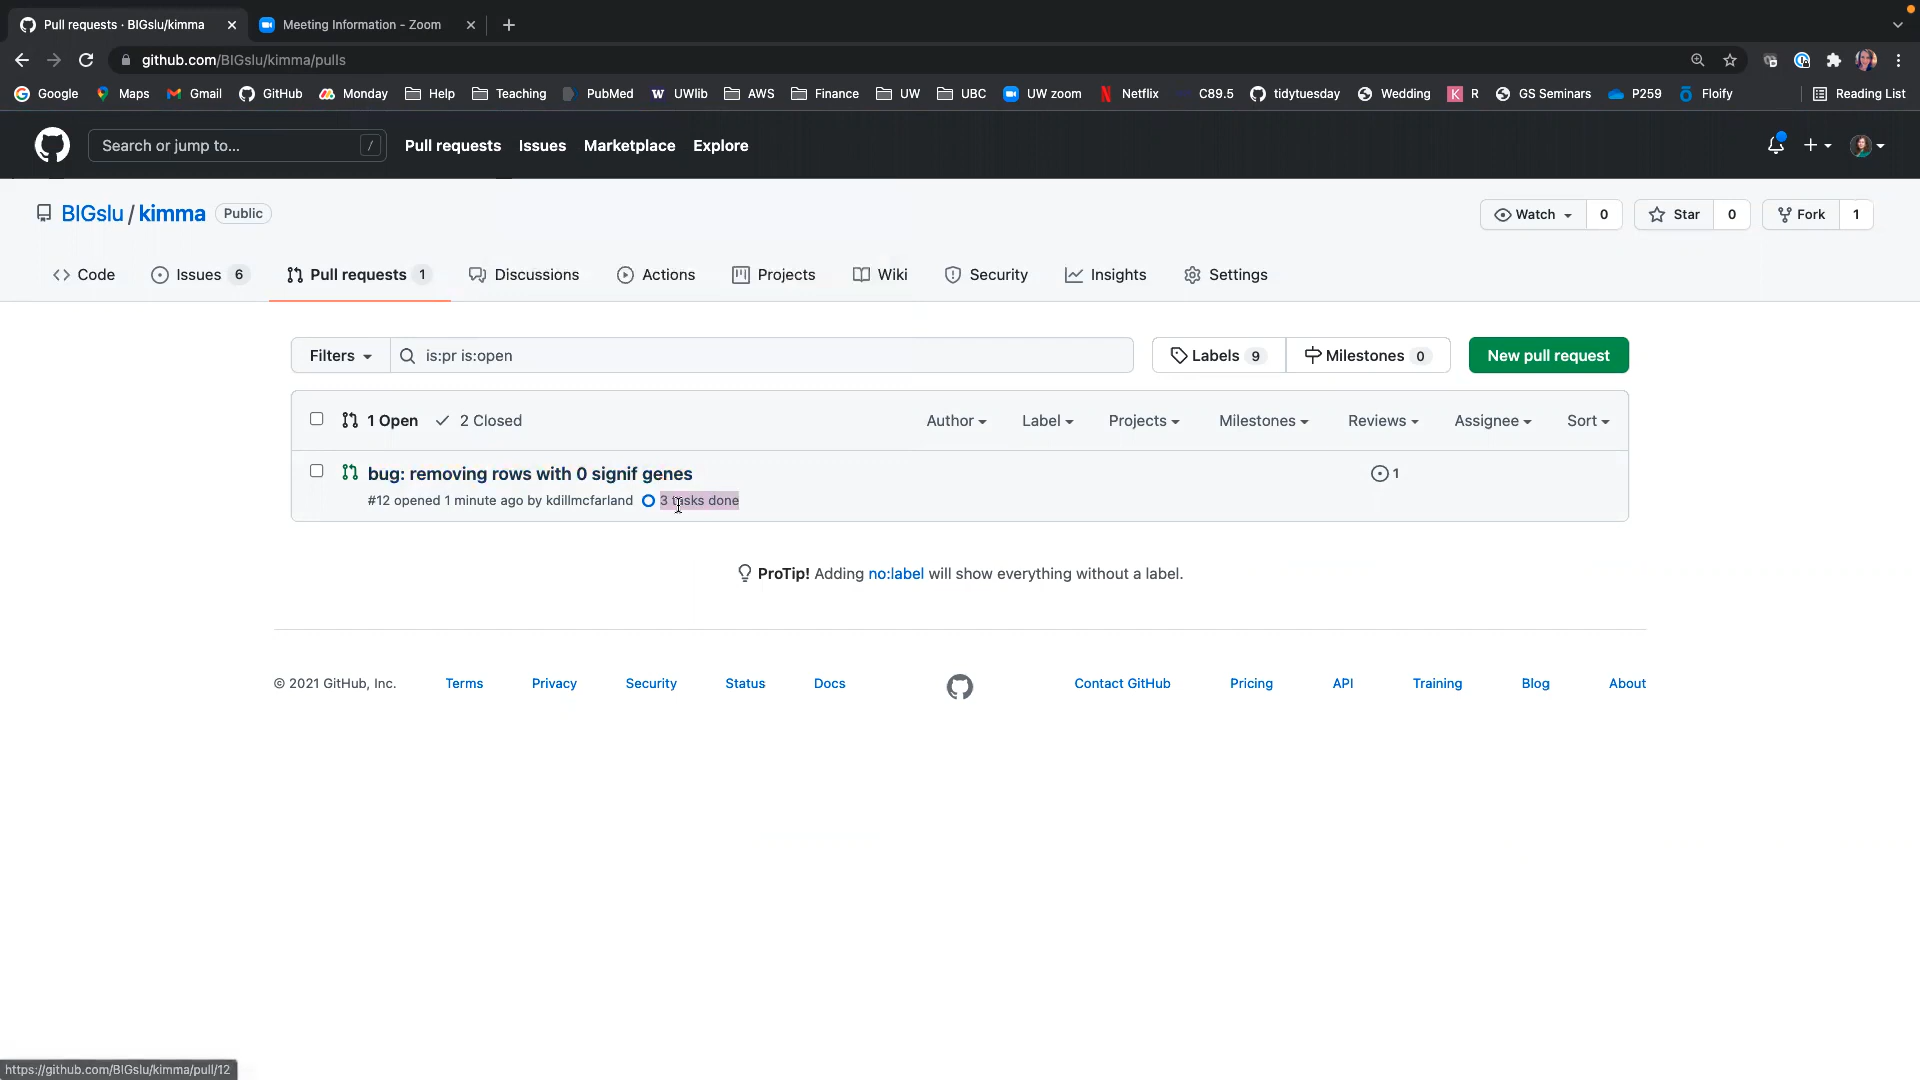 Pull requests · BIGslu/kimma
Meeting Information - Zoom
github.com/BIGslu/kimma/pulls
Google Maps Gmail GitHub Monday Help Teaching PubMed UWlib AWS Finance UW UBC UW zoom Netflix C89.5 tidytuesday Wedding R GS Seminars P259 Floify Reading List
Search or jump to... / Pull requests Issues Marketplace Explore
BIGslu / kimma Public
Watch 0 Star 0 Fork 1
Code Issues 6 Pull requests 1 Discussions Actions Projects Wiki Security Insights Settings
Filters is:pr is:open Labels 9 Milestones 0 New pull request
1 Open 2 Closed Author Label Projects Milestones Reviews Assignee Sort
bug: removing rows with 0 signif genes 1
#12 opened 1 minute ago by kdillmcfarland 3 tasks done
ProTip! Adding no:label will show everything without a label.
© 2021 GitHub, Inc. Terms Privacy Security Status Docs Contact GitHub Pricing API Training Blog About
https://github.com/BIGslu/kimma/pull/12